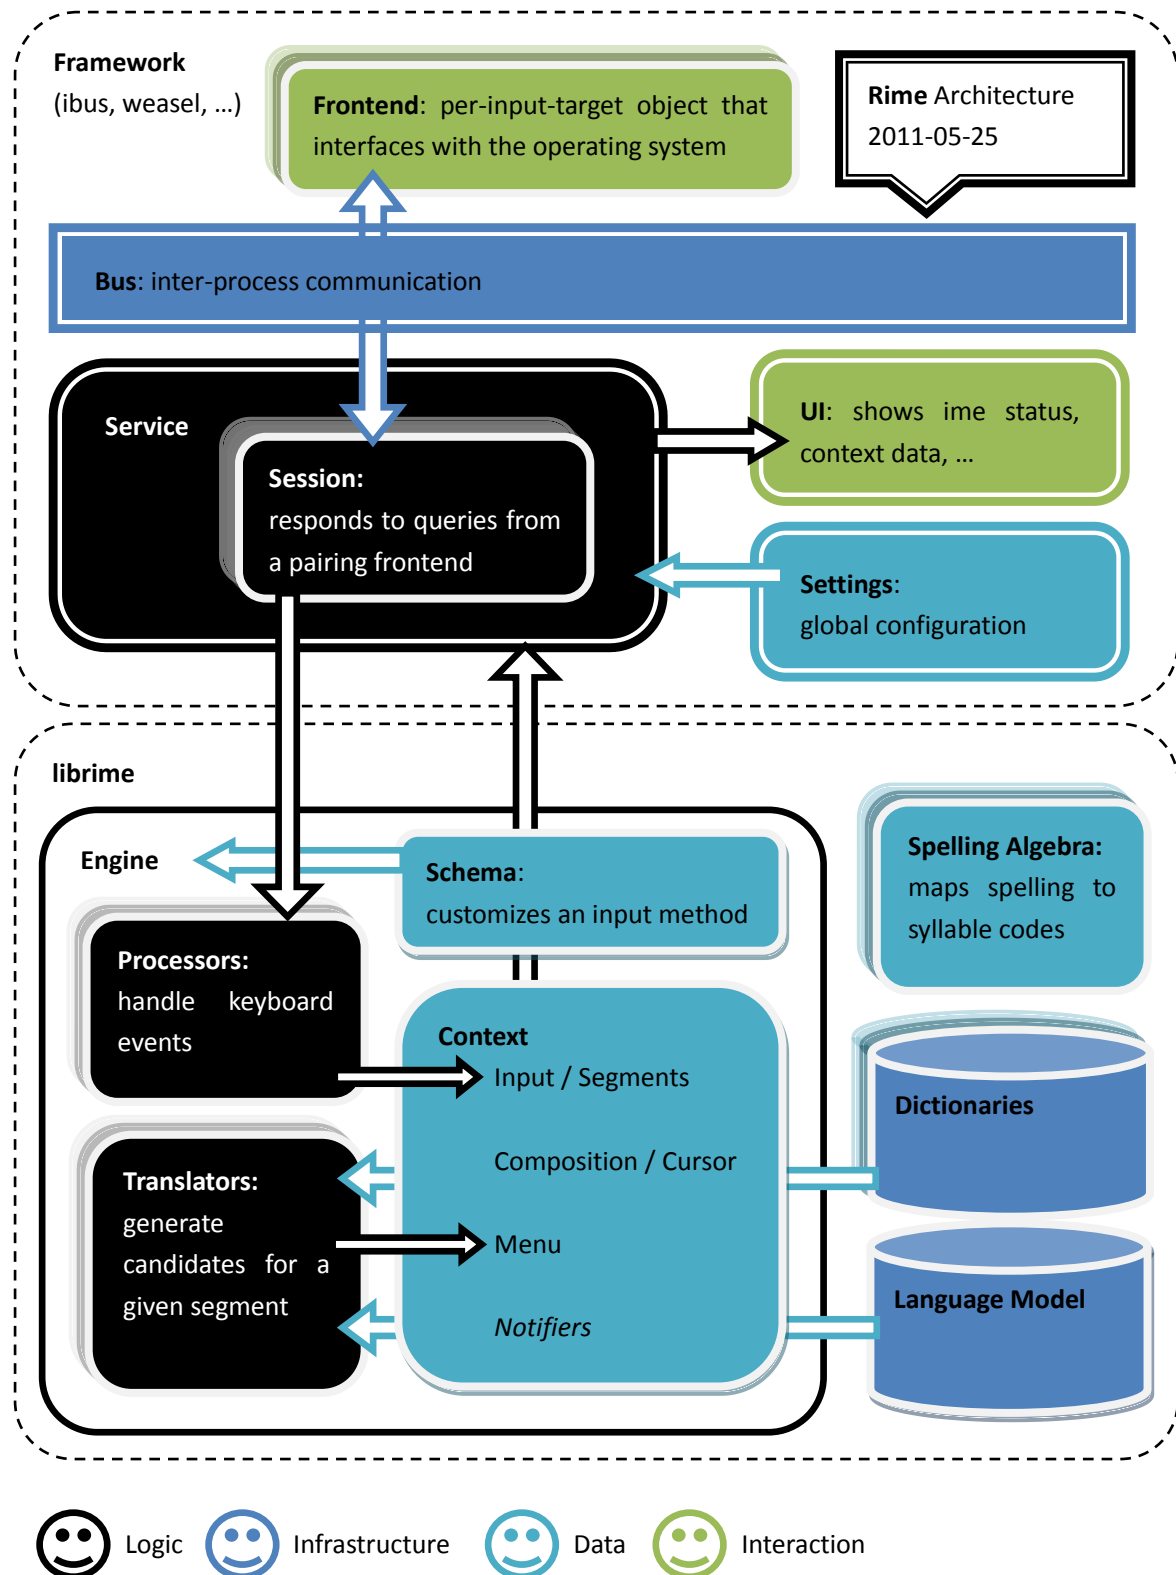 Framework
(ibus, weasel, …)
Frontend: per-input-target object that
interfaces with the operating system
Rime Architecture
2011-05-25
Bus: inter-process communication
Service
Session:
responds to queries from
a pairing frontend
UI: shows ime status,
context data, …
Settings:
global configuration
librime
Engine
Schema:
customizes an input method
Spelling Algebra:
maps spelling to
syllable codes
Processors:
handle keyboard
events
Context
Input / Segments
Composition / Cursor
Menu
Notifiers
Translators:
generate
candidates for a
given segment
Dictionaries
Language Model
Logic
Infrastructure
Data
Interaction